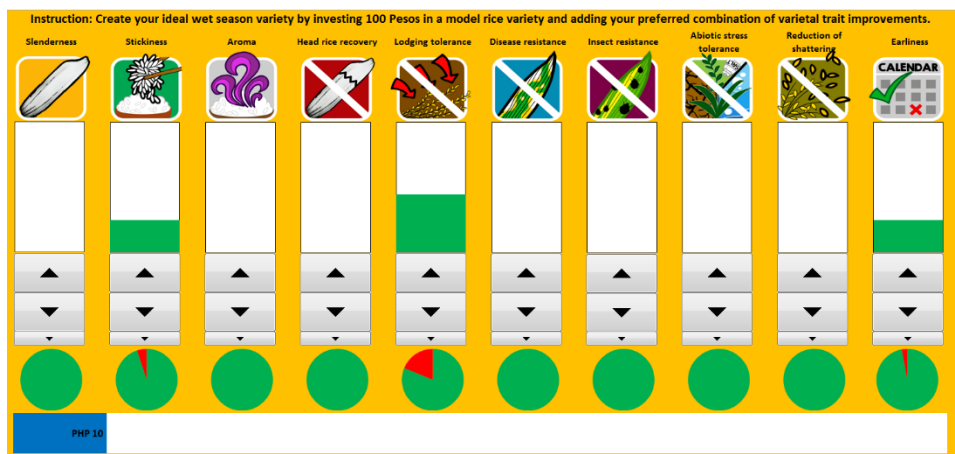 Instruction: Create your ideal wet season variety by investing 100 Pesos in a model rice variety and adding your preferred combination of varietal trait improvements.
Slenderness
Stickiness
Aroma
Head rice recovery
Lodging tolerance
Disease resistance
Insect resistance
Abiotic stress
tolerance
Reduction of
shattering
Earliness
CALENDAR
PHP 10